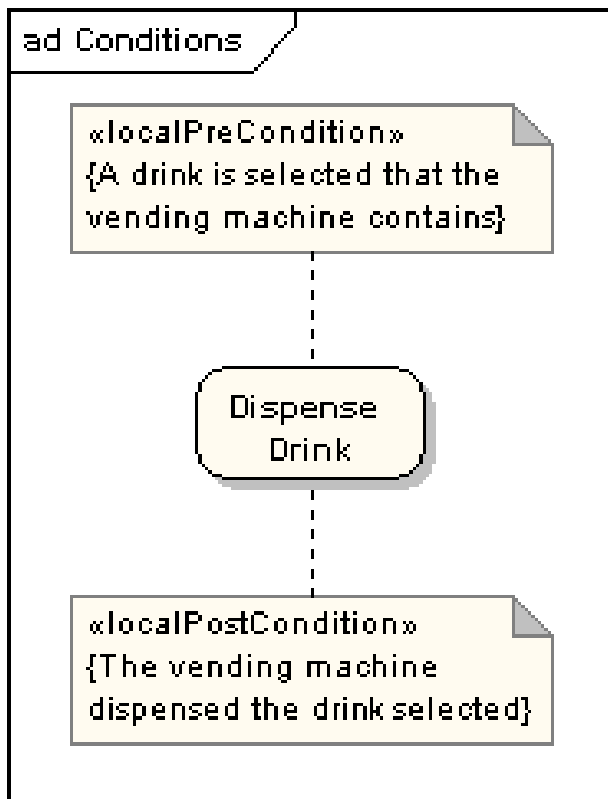 ad Conditions
«localPreCondition»
{A drink is selected that the
vending machine contains}
Dispense
Drink
«localPostCondition»
{The vending machine
dispensed the drink selected}